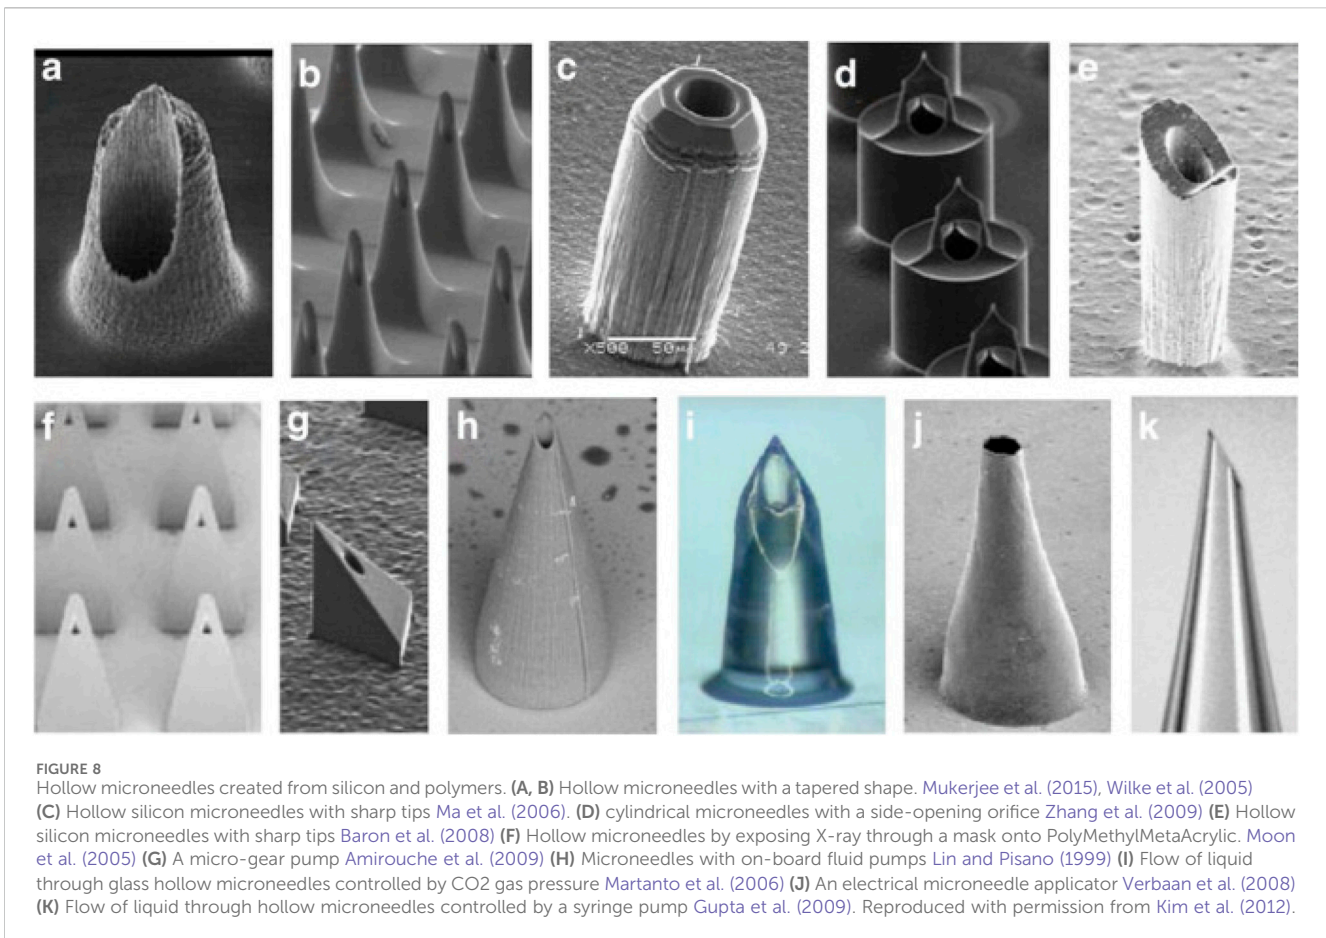 a
b
c
d
e
X500 50µm 49 2
f
g
h
i
j
k
FIGURE 8
Hollow microneedles created from silicon and polymers. (A, B) Hollow microneedles with a tapered shape. Mukerjee et al. (2015), Wilke et al. (2005)
(C) Hollow silicon microneedles with sharp tips Ma et al. (2006). (D) cylindrical microneedles with a side-opening orifice Zhang et al. (2009) (E) Hollow
silicon microneedles with sharp tips Baron et al. (2008) (F) Hollow microneedles by exposing X-ray through a mask onto PolyMethylMetaAcrylic. Moon
et al. (2005) (G) A micro-gear pump Amirouche et al. (2009) (H) Microneedles with on-board fluid pumps Lin and Pisano (1999) (I) Flow of liquid
through glass hollow microneedles controlled by CO2 gas pressure Martanto et al. (2006) (J) An electrical microneedle applicator Verbaan et al. (2008)
(K) Flow of liquid through hollow microneedles controlled by a syringe pump Gupta et al. (2009). Reproduced with permission from Kim et al. (2012).